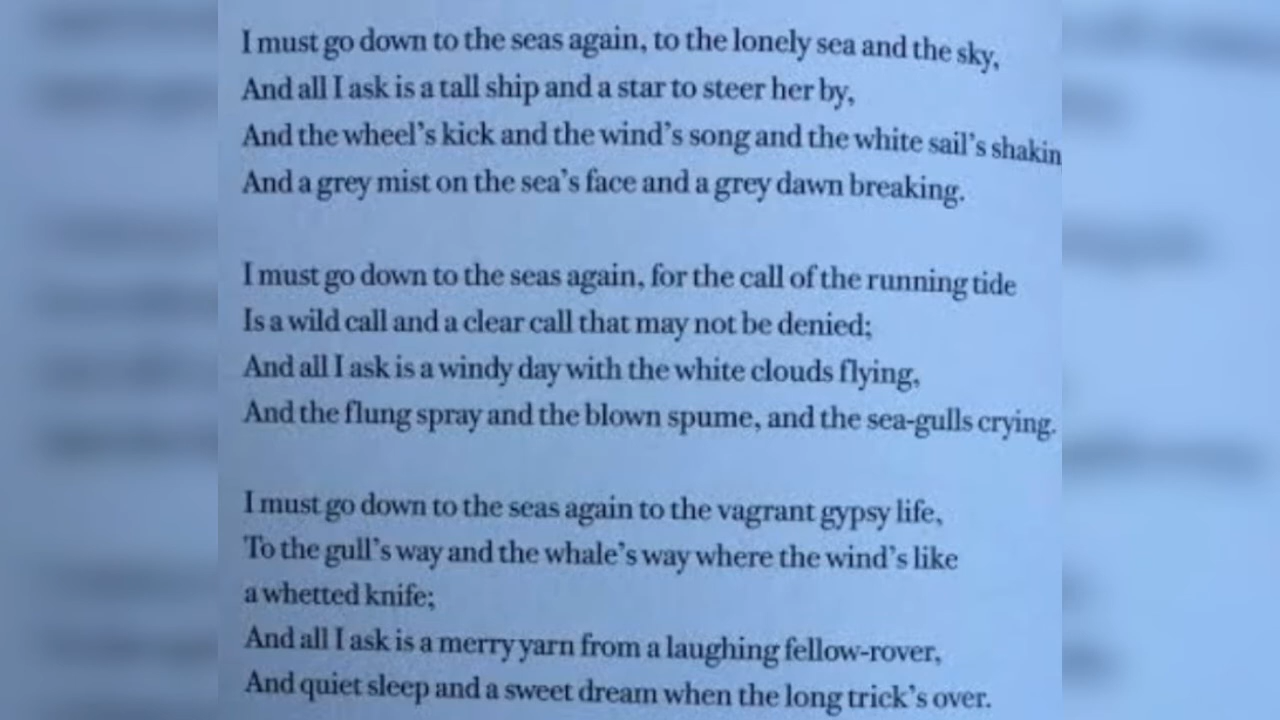 I must go down to the seas again, to the lonely sea and the sky,
And all I ask is a tall ship and a star to steer her by,
And the wheel's kick and the wind's song and the white sail's shakin
And a grey mist on the sea's face and a grey dawn breaking.
I must go down to the seas again, for the call of the running tide
Is a wild call and a clear call that may not be denied;
And all I ask is a windy day with the white clouds flying,
And the flung spray and the blown spume, and the sea-gulls crying.
I must go down to the seas again to the vagrant gypsy life,
To the gull's way and the whale's way where the wind's like
a whetted knife;
And all I ask is a merry yarn from a laughing fellow-rover,
And quiet sleep and a sweet dream when the long trick's over.